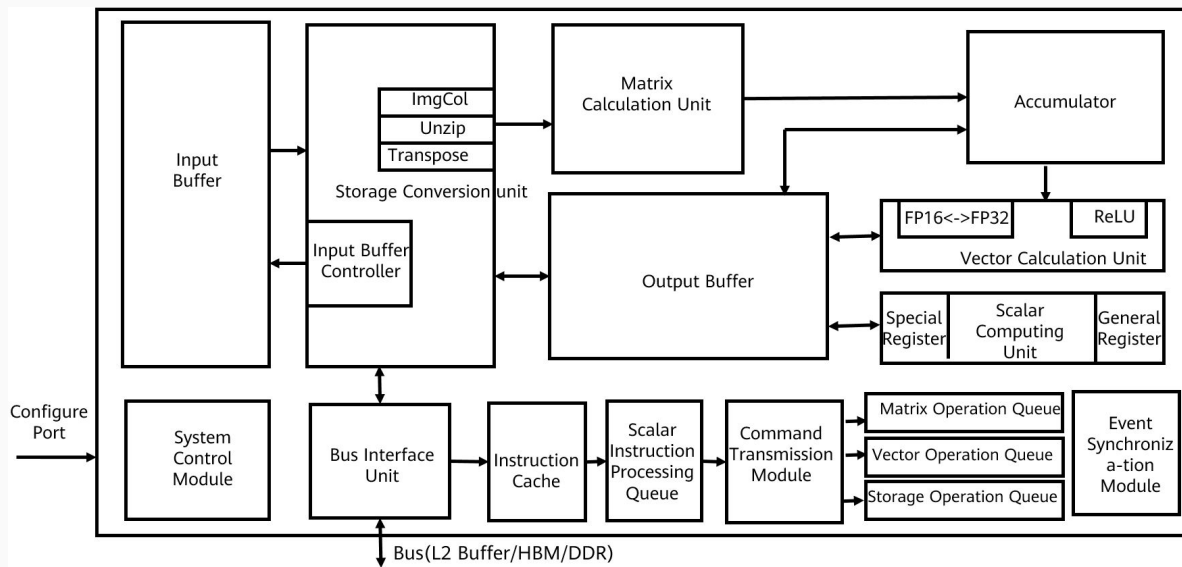 Input
Buffer
ImgCol
Unzip
Transpose
Storage Conversion unit
Input Buffer
Controller
Matrix
Calculation Unit
Accumulator
Output Buffer
FP16<->FP32
ReLU
Vector Calculation Unit
Special
Register
Scalar
Computing
Unit
General
Register
Configure
Port
System
Control
Module
Bus Interface
Unit
Instruction
Cache
Scalar
Instruction
Processing
Queue
Command
Transmission
Module
Matrix Operation Queue
Vector Operation Queue
Storage Operation Queue
Event
Synchroniz
a-tion
Module
Bus(L2 Buffer/HBM/DDR)